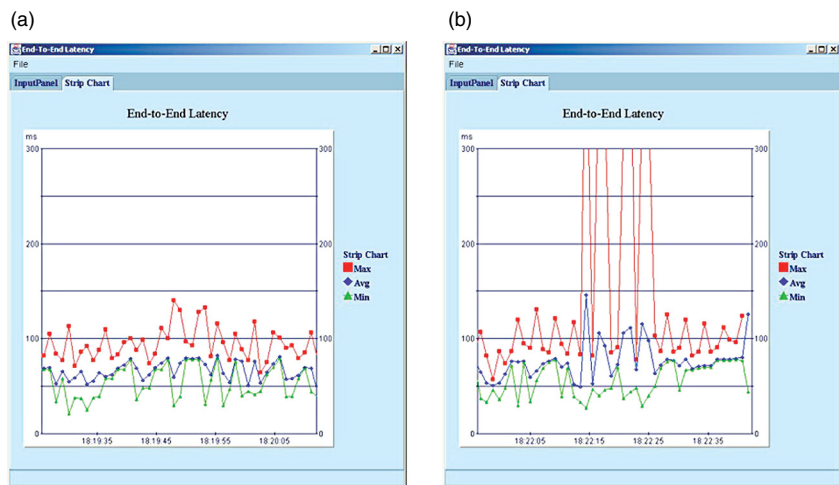 (a)
End-To-End Latency
File
InputPanel Strip Chart
End-to-End Latency
ms
300 300
200 200
100 100
0 0
18:19:35 18:19:45 18:19:55 18:20:05
Strip Chart
Max
Avg
Min
(b)
End-To-End Latency
File
InputPanel Strip Chart
End-to-End Latency
ms
300 300
200 200
100 100
0 0
18:22:05 18:22:15 18:22:25 18:22:35
Strip Chart
Max
Avg
Min